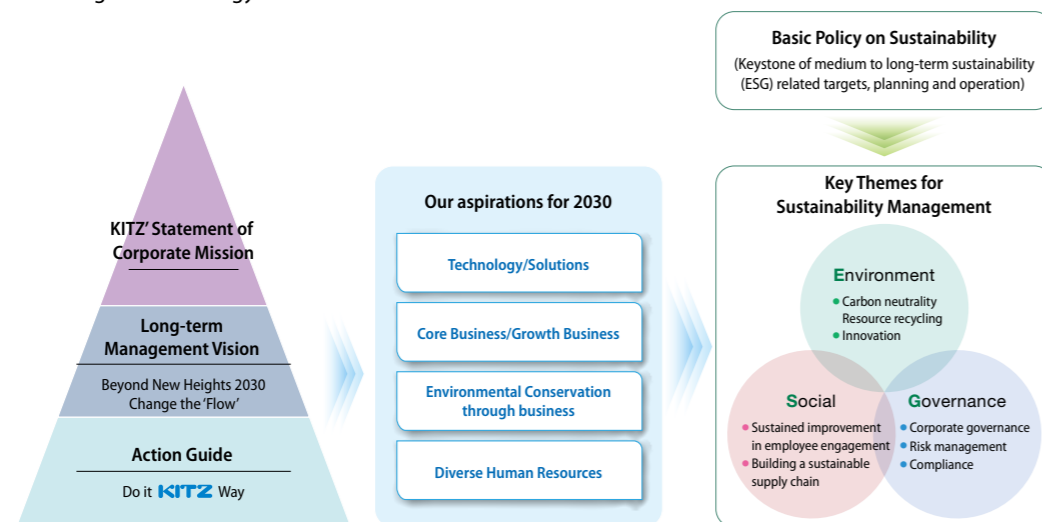 KITZ' Statement of
Corporate Mission
Long-term
Management Vision
Beyond New Heights 2030
Change the 'Flow'
Action Guide
Do it KITZ Way
Our aspirations for 2030
Technology/Solutions
Core Business/Growth Business
Environmental Conservation
through business
Diverse Human Resources
Basic Policy on Sustainability
(Keystone of medium to long-term sustainability
(ESG) related targets, planning and operation)
Key Themes for
Sustainability Management
Environment
• Carbon neutrality
Resource recycling
• Innovation
Social
• Sustained improvement
in employee engagement
• Building a sustainable
supply chain
Governance
• Corporate governance
• Risk management
• Compliance